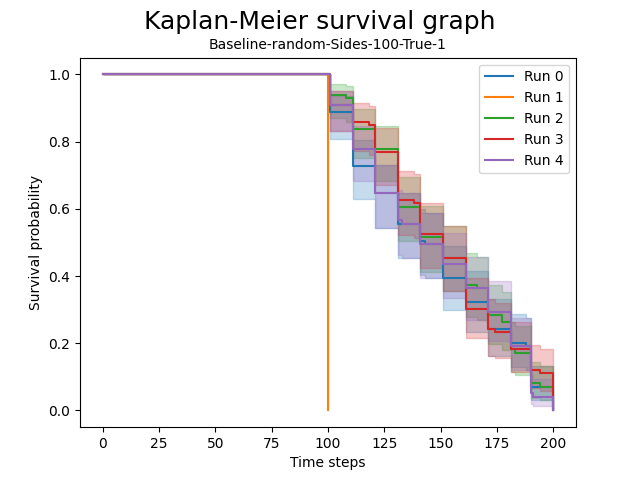 Kaplan-Meier survival graph
Baseline-random-Sides-100-True-1
Survival probability
1.0
0.8
0.6
0.4
0.2
0.0
Run 0
Run 1
Run 2
Run 3
Run 4
0
25
50
75
100
125
150
175
200
Time steps